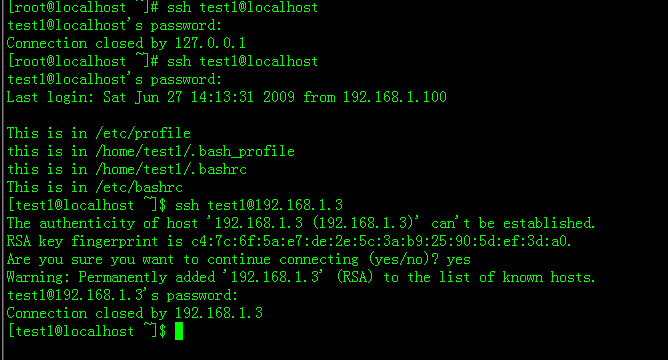 [root@localhost ~]# ssh test1@localhost
test1@localhost's password:
Connection closed by 127.0.0.1
[root@localhost ~]# ssh test1@localhost
test1@localhost's password:
Last login: Sat Jun 27 14:13:31 2009 from 192.168.1.100
This is in /etc/profile
this is in /home/test1/.bash_profile
this is in /home/test1/.bashrc
This is in /etc/bashrc
[test1@localhost ~]$ ssh test1@192.168.1.3
The authenticity of host '192.168.1.3 (192.168.1.3)' can't be established.
RSA key fingerprint is c4:7c:6f:5a:e7:de:2e:5c:3a:b9:25:90:5d:ef:3d:a0.
Are you sure you want to continue connecting (yes/no)? yes
Warning: Permanently added '192.168.1.3' (RSA) to the list of known hosts.
test1@192.168.1.3's password:
Connection closed by 192.168.1.3
[test1@localhost ~]$